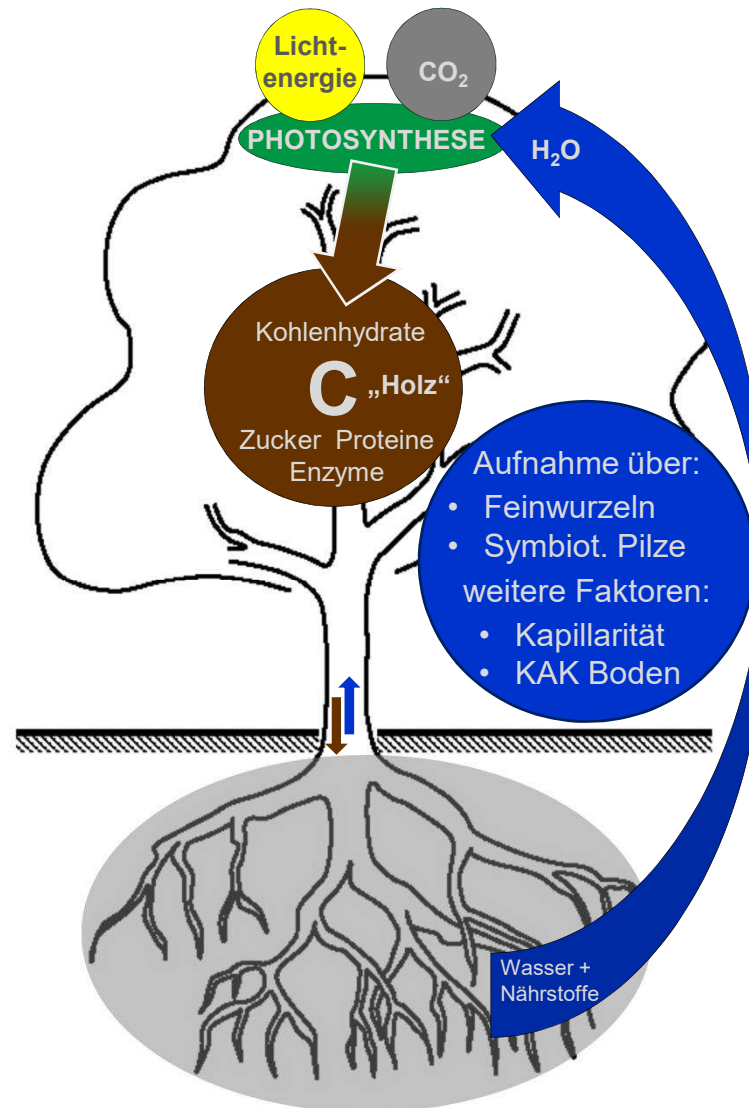 Licht-
energie
CO₂
PHOTOSYNTHESE
H₂O
Kohlenhydrate
C „Holz“
Zucker Proteine
Enzyme
Aufnahme über:
• Feinwurzeln
• Symbiot. Pilze
weitere Faktoren:
• Kapillarität
• KAK Boden
Wasser +
Nährstoffe